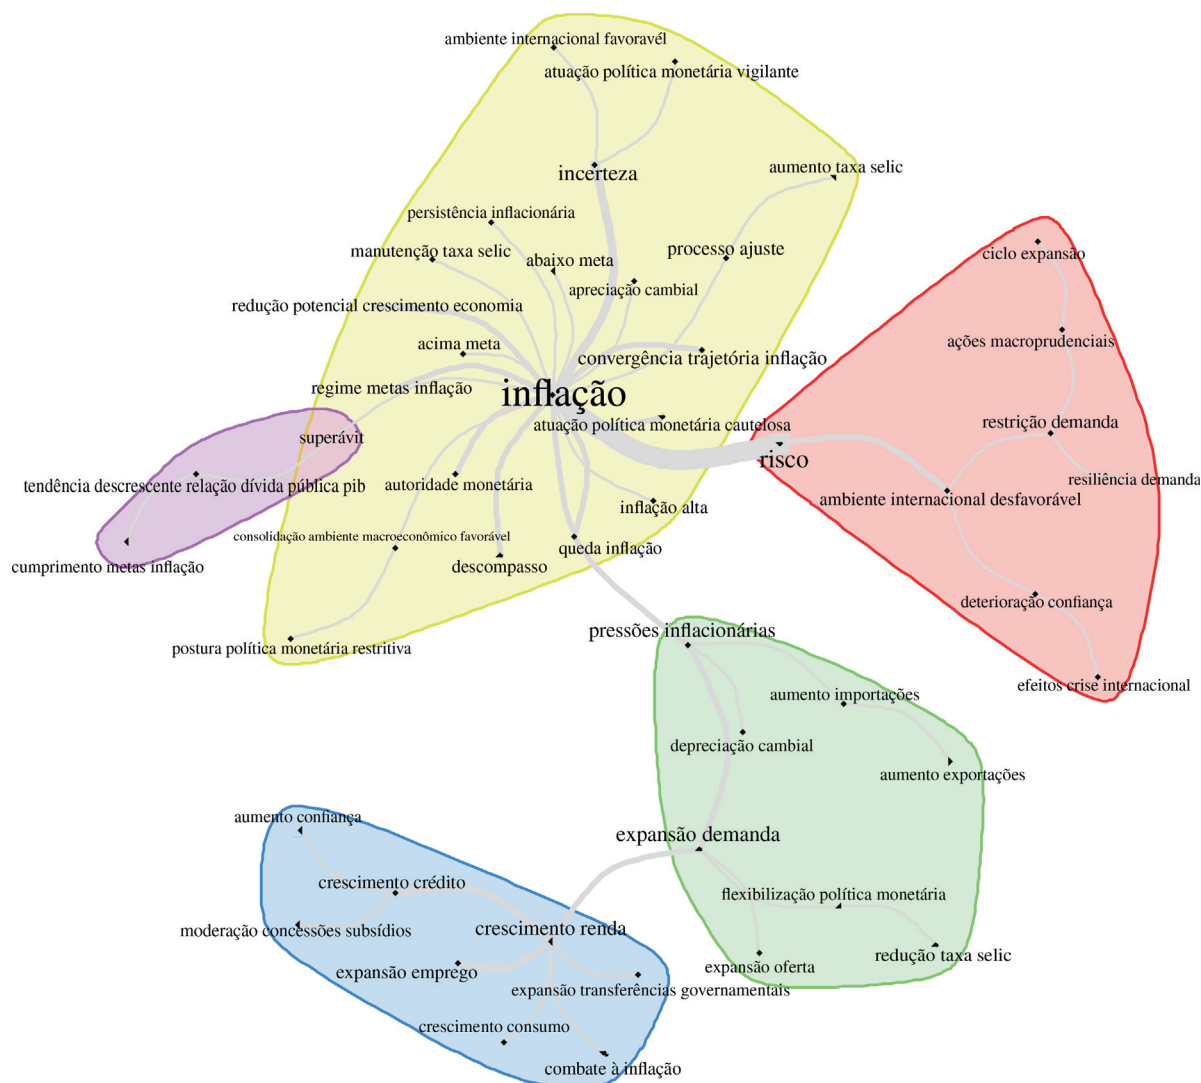 ambiente internacional favoravél
atuação política monetária vigilante
incerteza
aumento taxa selic
persistência inflacionária
manutenção taxa selic
abaixo meta
processo ajuste
apreciação cambial
redução potencial crescimento economia
acima meta
convergência trajetória inflação
regime metas inflação
inflação
atuação política monetária cautelosa
superávit
tendência descrescente relação dívida pública pib
autoridade monetária
inflação alta
consolidação ambiente macroeconômico favorável
queda inflação
descompasso
cumprimento metas inflação
postura política monetária restritiva
ciclo expansão
ações macroprudenciais
restrição demanda
risco
resiliência demanda
ambiente internacional desfavorável
deterioração confiança
efeitos crise internacional
pressões inflacionárias
aumento importações
depreciação cambial
aumento exportações
expansão demanda
flexibilização política monetária
redução taxa selic
expansão oferta
aumento confiança
crescimento crédito
moderação concessões subsídios
crescimento renda
expansão emprego
expansão transferências governamentais
crescimento consumo
combate à inflação